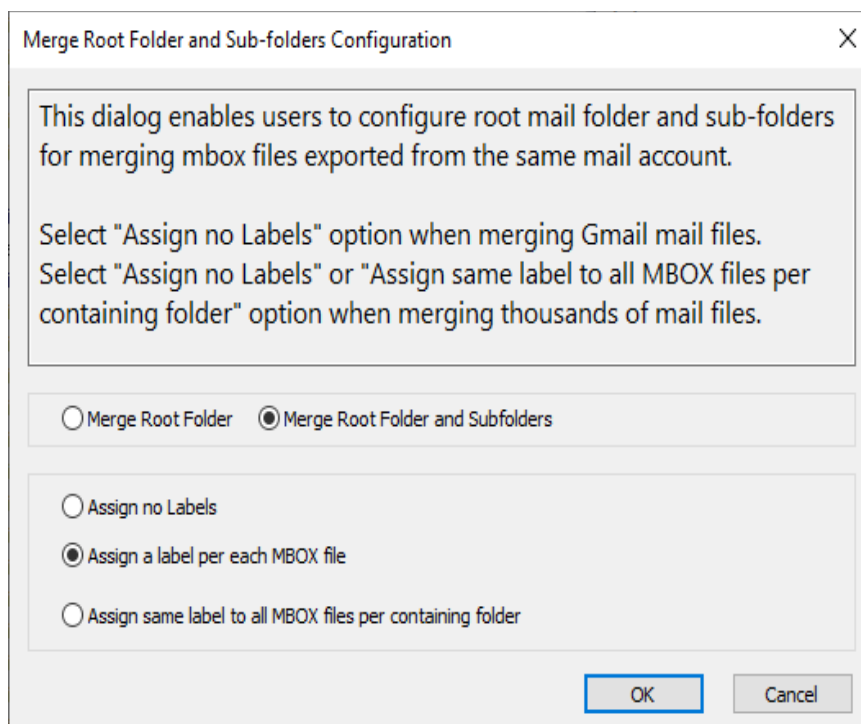 Merge Root Folder and Sub-folders Configuration
This dialog enables users to configure root mail folder and sub-folders
for merging mbox files exported from the same mail account.
Select "Assign no Labels" option when merging Gmail mail files.
Select "Assign no Labels" or "Assign same label to all MBOX files per
containing folder" option when merging thousands of mail files.
Merge Root Folder Merge Root Folder and Subfolders
Assign no Labels
Assign a label per each MBOX file
Assign same label to all MBOX files per containing folder
OK Cancel